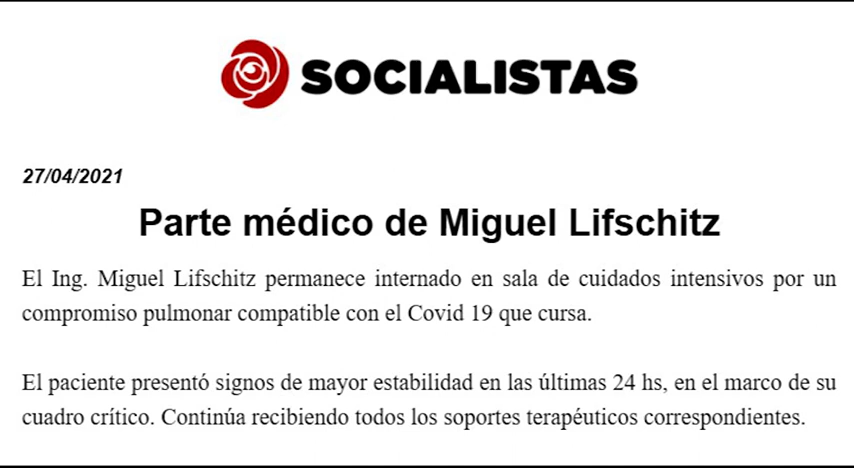 SOCIALISTAS
27/04/2021
Parte médico de Miguel Lifschitz
El Ing. Miguel Lifschitz permanece internado en sala de cuidados intensivos por un
compromiso pulmonar compatible con el Covid 19 que cursa.
El paciente presentó signos de mayor estabilidad en las últimas 24 hs, en el marco de su
cuadro crítico. Continúa recibiendo todos los soportes terapéuticos correspondientes.